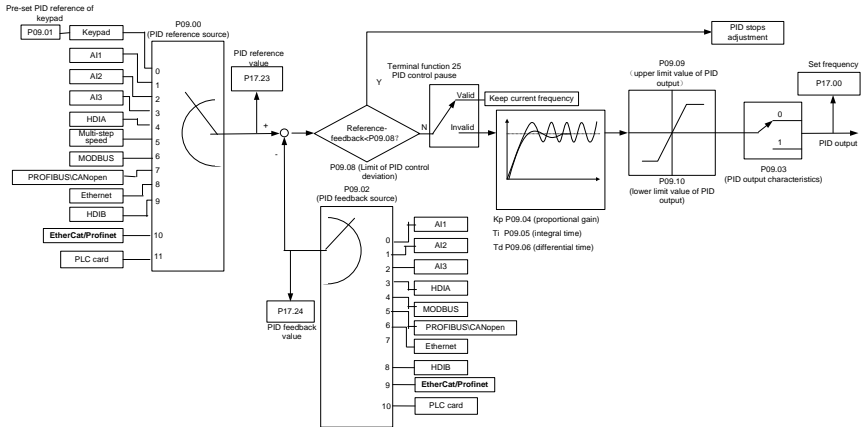 Pre-set PID reference of
keypad
P09.01
Keypad
AI1
AI2
AI3
HDIA
Multi-step
speed
MODBUS
PROFIBUS\CANopen
Ethernet
HDIB
EtherCat/Profinet
PLC card
P09.00
(PID reference source)
0
1
2
3
4
5
6
7
8
9
10
11
PID reference
value
P17.23
+
-
Reference-
feedback<P09.08?
Y
N
P09.08 (Limit of PID control
deviation)
PID stops
adjustment
Terminal function 25
PID control pause
Valid
Invalid
Keep current frequency
Kp P09.04 (proportional gain)
Ti P09.05 (integral time)
Td P09.06 (differential time)
P09.09
(upper limit value of PID
output)
P09.10
(lower limit value of PID
output)
Set frequency
P17.00
0
1
PID output
P09.03
(PID output characteristics)
P09.02
(PID feedback source)
0
1
2
3
4
5
6
7
8
9
10
AI1
AI2
AI3
HDIA
MODBUS
PROFIBUS\CANopen
Ethernet
HDIB
EtherCat/Profinet
PLC card
P17.24
PID feedback
value